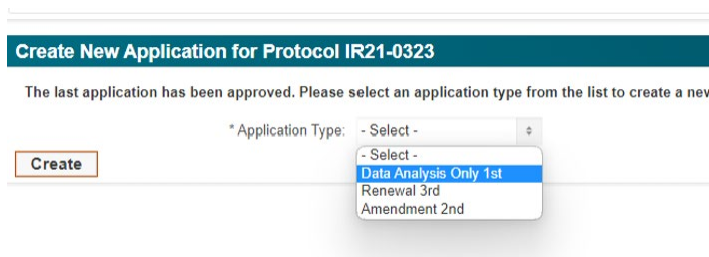 Create New Application for Protocol IR21-0323
The last application has been approved. Please select an application type from the list to create a new
* Application Type: - Select -
- Select -
Create
Data Analysis Only 1st
Renewal 3rd
Amendment 2nd